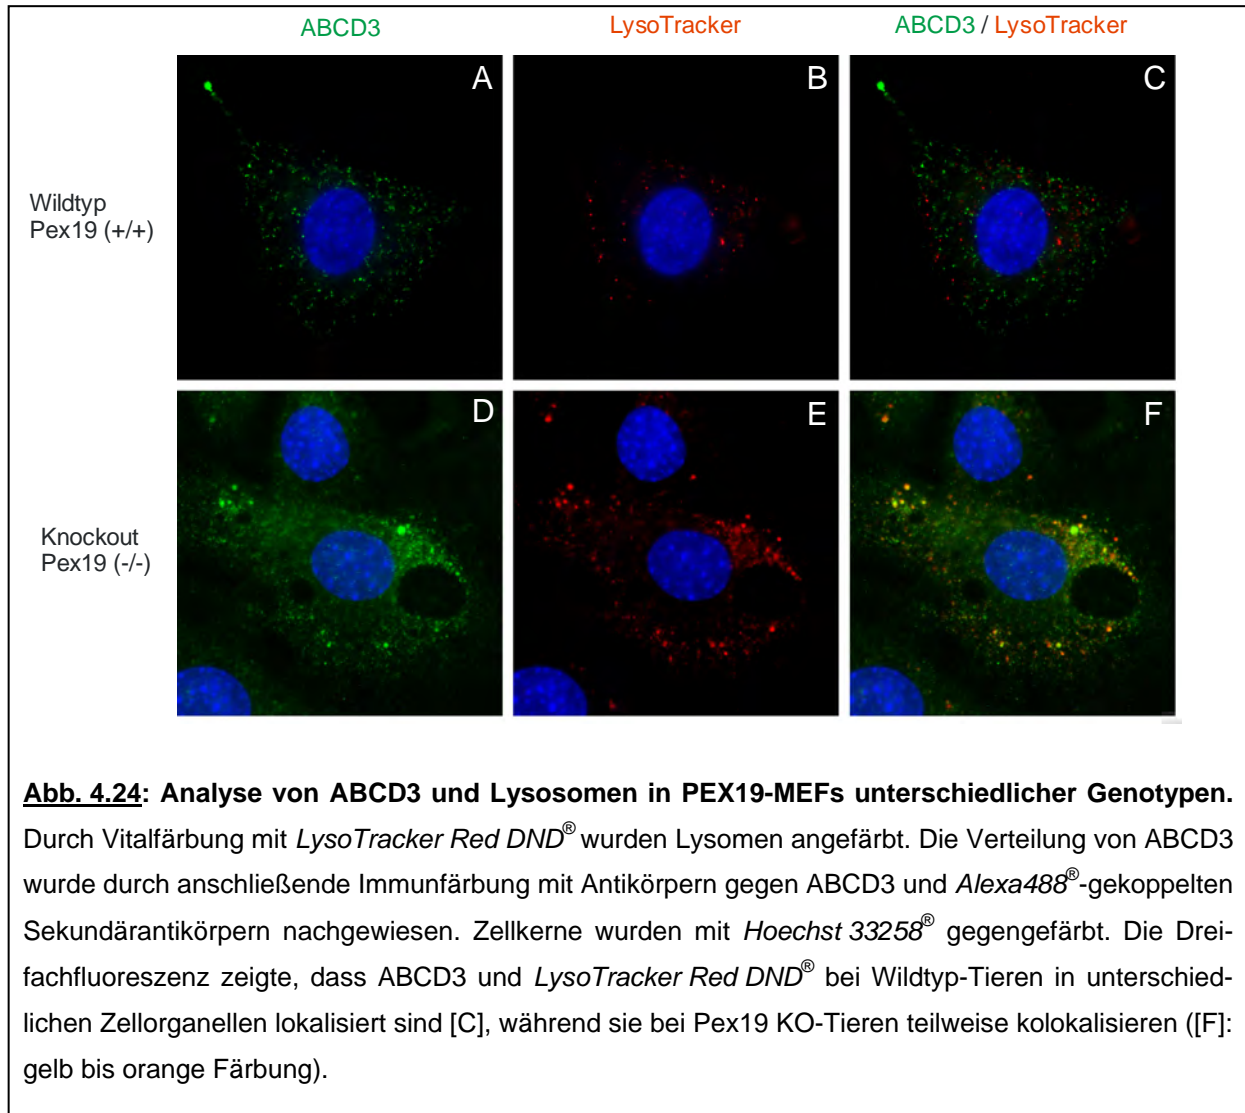 ABCD3 LysoTracker ABCD3 / LysoTracker
A B C
Wildtyp
Pex19 (+/+)
D E F
Knockout
Pex19 (-/-)
Abb. 4.24: Analyse von ABCD3 und Lysosomen in PEX19-MEFs unterschiedlicher Genotypen.
Durch Vitalfärbung mit LysoTracker Red DND® wurden Lysomen angefärbt. Die Verteilung von ABCD3
wurde durch anschließende Immunfärbung mit Antikörpern gegen ABCD3 und Alexa488®-gekoppelten
Sekundärantikörpern nachgewiesen. Zellkerne wurden mit Hoechst 33258® gegengefärbt. Die Drei-
fachfluoreszenz zeigte, dass ABCD3 und LysoTracker Red DND® bei Wildtyp-Tieren in unterschied-
lichen Zellorganellen lokalisiert sind [C], während sie bei Pex19 KO-Tieren teilweise kolokalisieren ([F]:
gelb bis orange Färbung).